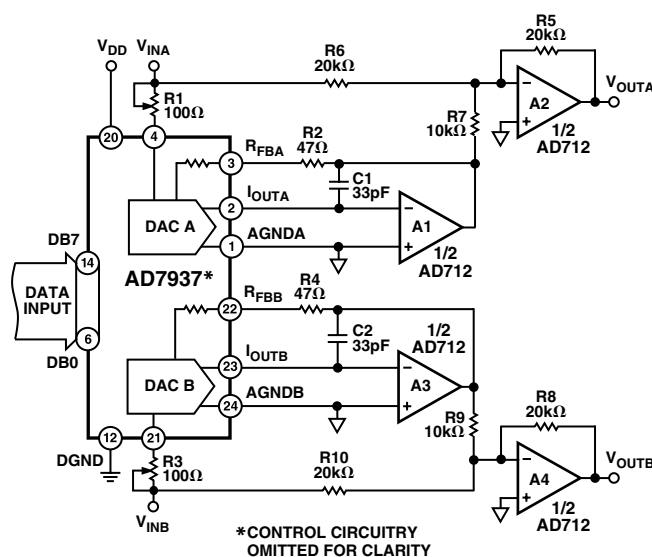 V_DD
V_INA
R6
20kΩ
R5
20kΩ
V_OUTA
R1
100Ω
R7
10kΩ
A2
1/2
AD712
20
4
3
R_FBA
R2
47Ω
C1
33pF
2
I_OUTA
DAC A
A1
1/2
AD712
1
AGNDA
DB7
14
AD7937*
DATA
INPUT
R_FBB
R4
47Ω
22
6
DB0
C2
33pF
1/2
AD712
23
I_OUTB
DAC B
A3
24
AGNDB
R9
10kΩ
R8
20kΩ
12
21
DGND
R3
100Ω
R10
20kΩ
A4
V_OUTB
1/2
AD712
V_INB
*CONTROL CIRCUITRY
OMITTED FOR CLARITY